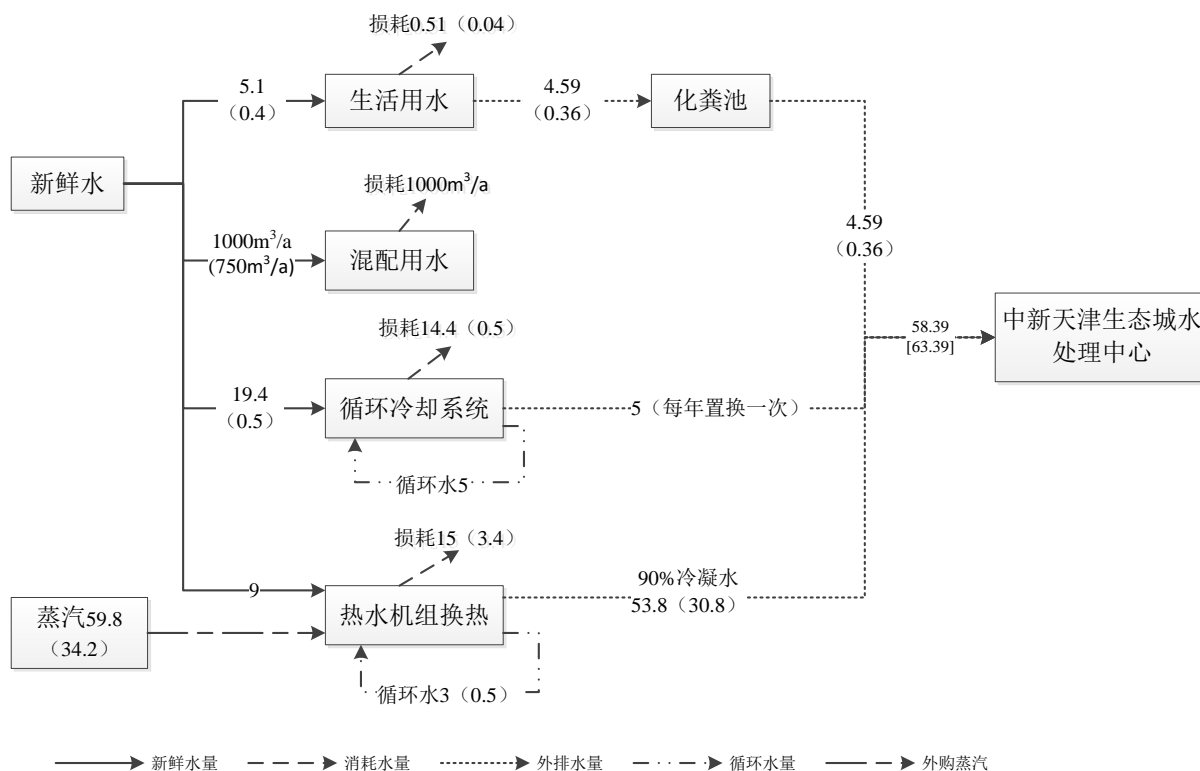 损耗0.51（0.04）
5.1
（0.4）
生活用水
4.59
（0.36）
化粪池
新鲜水
损耗1000m³/a
1000m³/a
(750m³/a)
混配用水
4.59
（0.36）
损耗14.4（0.5）
58.39
[63.39]
中新天津生态城水
处理中心
19.4
（0.5）
循环冷却系统
5（每年置换一次）
循环水5
损耗15（3.4）
9
热水机组换热
90%冷凝水
53.8（30.8）
蒸汽59.8
（34.2）
循环水3（0.5）
新鲜水量
消耗水量
外排水量
循环水量
外购蒸汽